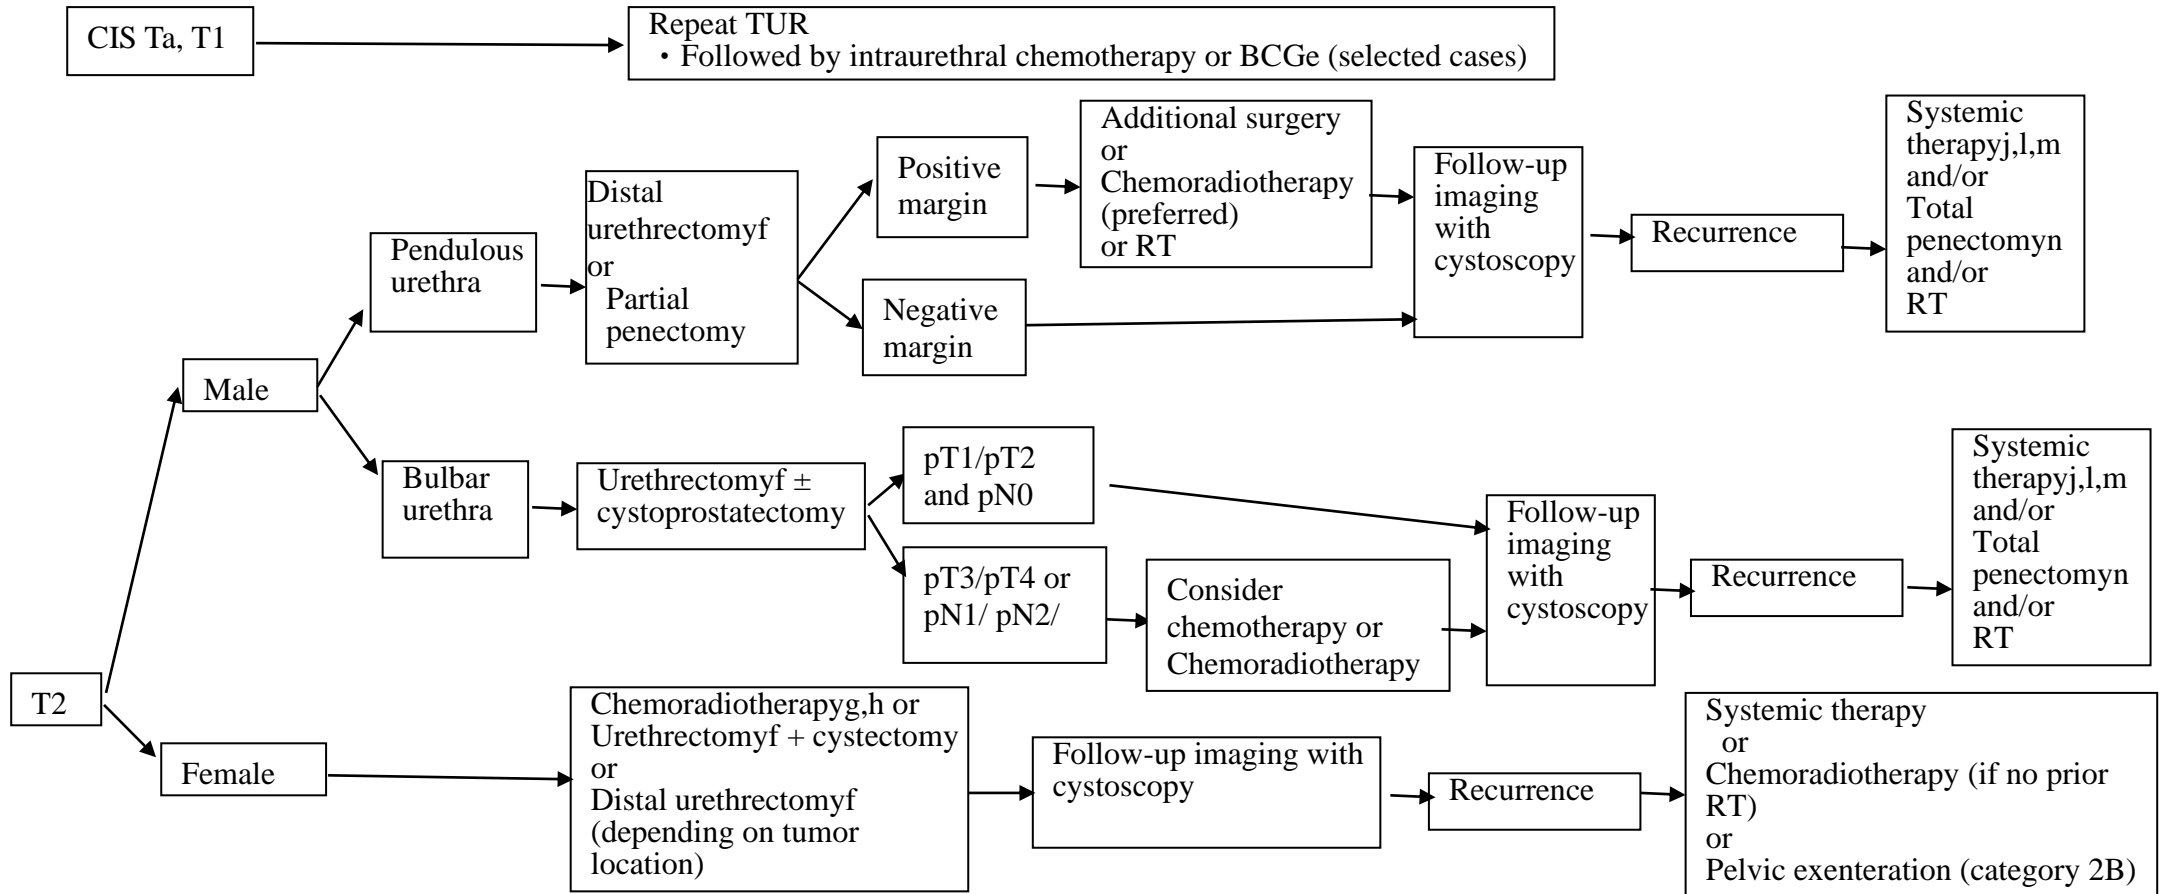 CIS Ta, T1
Repeat TUR
・Followed by intraurethral chemotherapy or BCGe (selected cases)
T2
Male
Pendulous
urethra
Distal
urethrectomyf
or
Partial
penectomy
Positive
margin
Additional surgery
or
Chemoradiotherapy
(preferred)
or RT
Negative
margin
Follow-up
imaging
with
cystoscopy
Recurrence
Systemic
therapyj,l,m
and/or
Total
penectomyn
and/or
RT
Bulbar
urethra
Urethrectomyf ±
cystoprostatectomy
pT1/pT2
and pN0
pT3/pT4 or
pN1/ pN2/
Consider
chemotherapy or
Chemoradiotherapy
Follow-up
imaging
with
cystoscopy
Recurrence
Systemic
therapyj,l,m
and/or
Total
penectomyn
and/or
RT
Female
Chemoradiotherapyg,h or
Urethrectomyf + cystectomy
or
Distal urethrectomyf
(depending on tumor
location)
Follow-up imaging with
cystoscopy
Recurrence
Systemic therapy
or
Chemoradiotherapy (if no prior
RT)
or
Pelvic exenteration (category 2B)